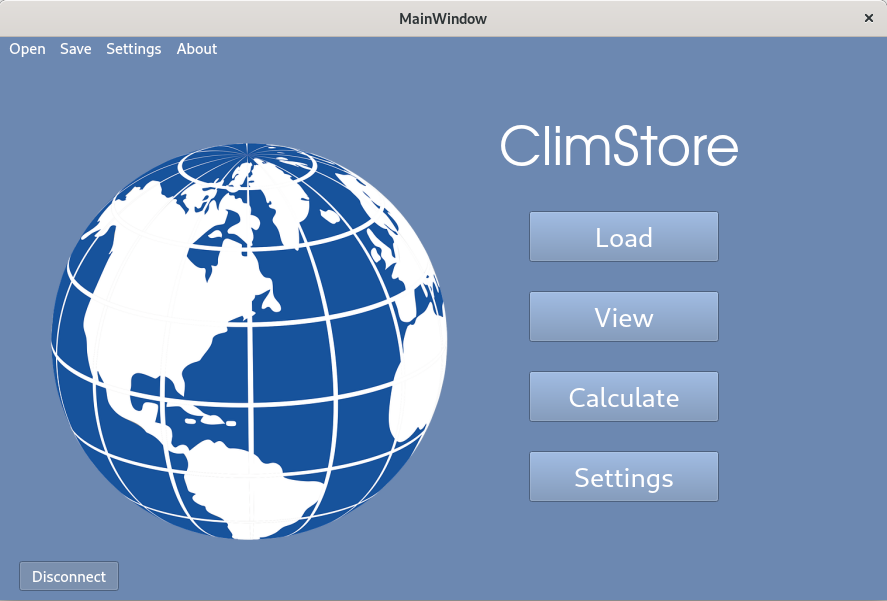 MainWindow
Open Save Settings About
ClimStore
Load
View
Calculate
Settings
Disconnect